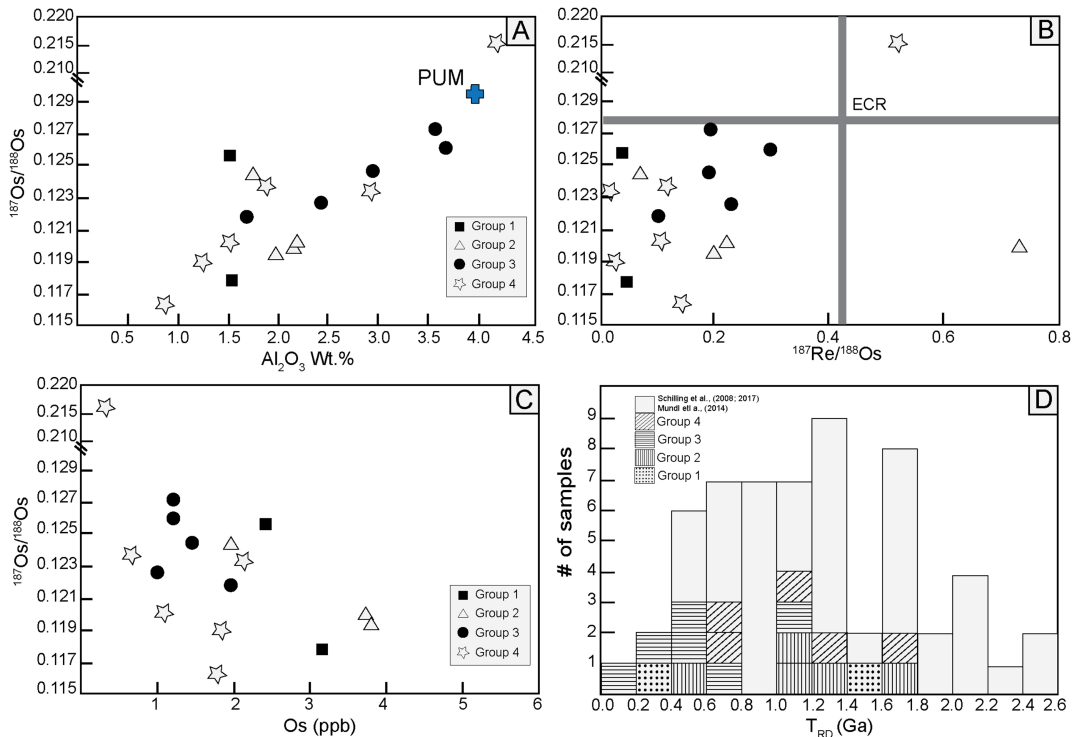 A
0.220
0.215
0.210
0.129
0.127
0.125
0.123
0.121
0.119
0.117
0.115
187Os/188Os
PUM
Group 1
Group 2
Group 3
Group 4
0.5 1.0 1.5 2.0 2.5 3.0 3.5 4.0 4.5
Al2O3 Wt.%
B
0.220
0.215
0.210
0.129
0.127
0.125
0.123
0.121
0.119
0.117
0.115
ECR
0.0 0.2 0.4 0.6 0.8
187Re/188Os
C
0.220
0.215
0.210
0.129
0.127
0.125
0.123
0.121
0.119
0.117
0.115
187Os/188Os
Group 1
Group 2
Group 3
Group 4
1 2 3 4 5 6
Os (ppb)
D
Schilling et al., (2008; 2017)
Mundl etl a., (2014)
Group 4
Group 3
Group 2
Group 1
9
8
7
6
5
4
3
2
1
# of samples
0.0 0.2 0.4 0.6 0.8 1.0 1.2 1.4 1.6 1.8 2.0 2.2 2.4 2.6
TRD (Ga)